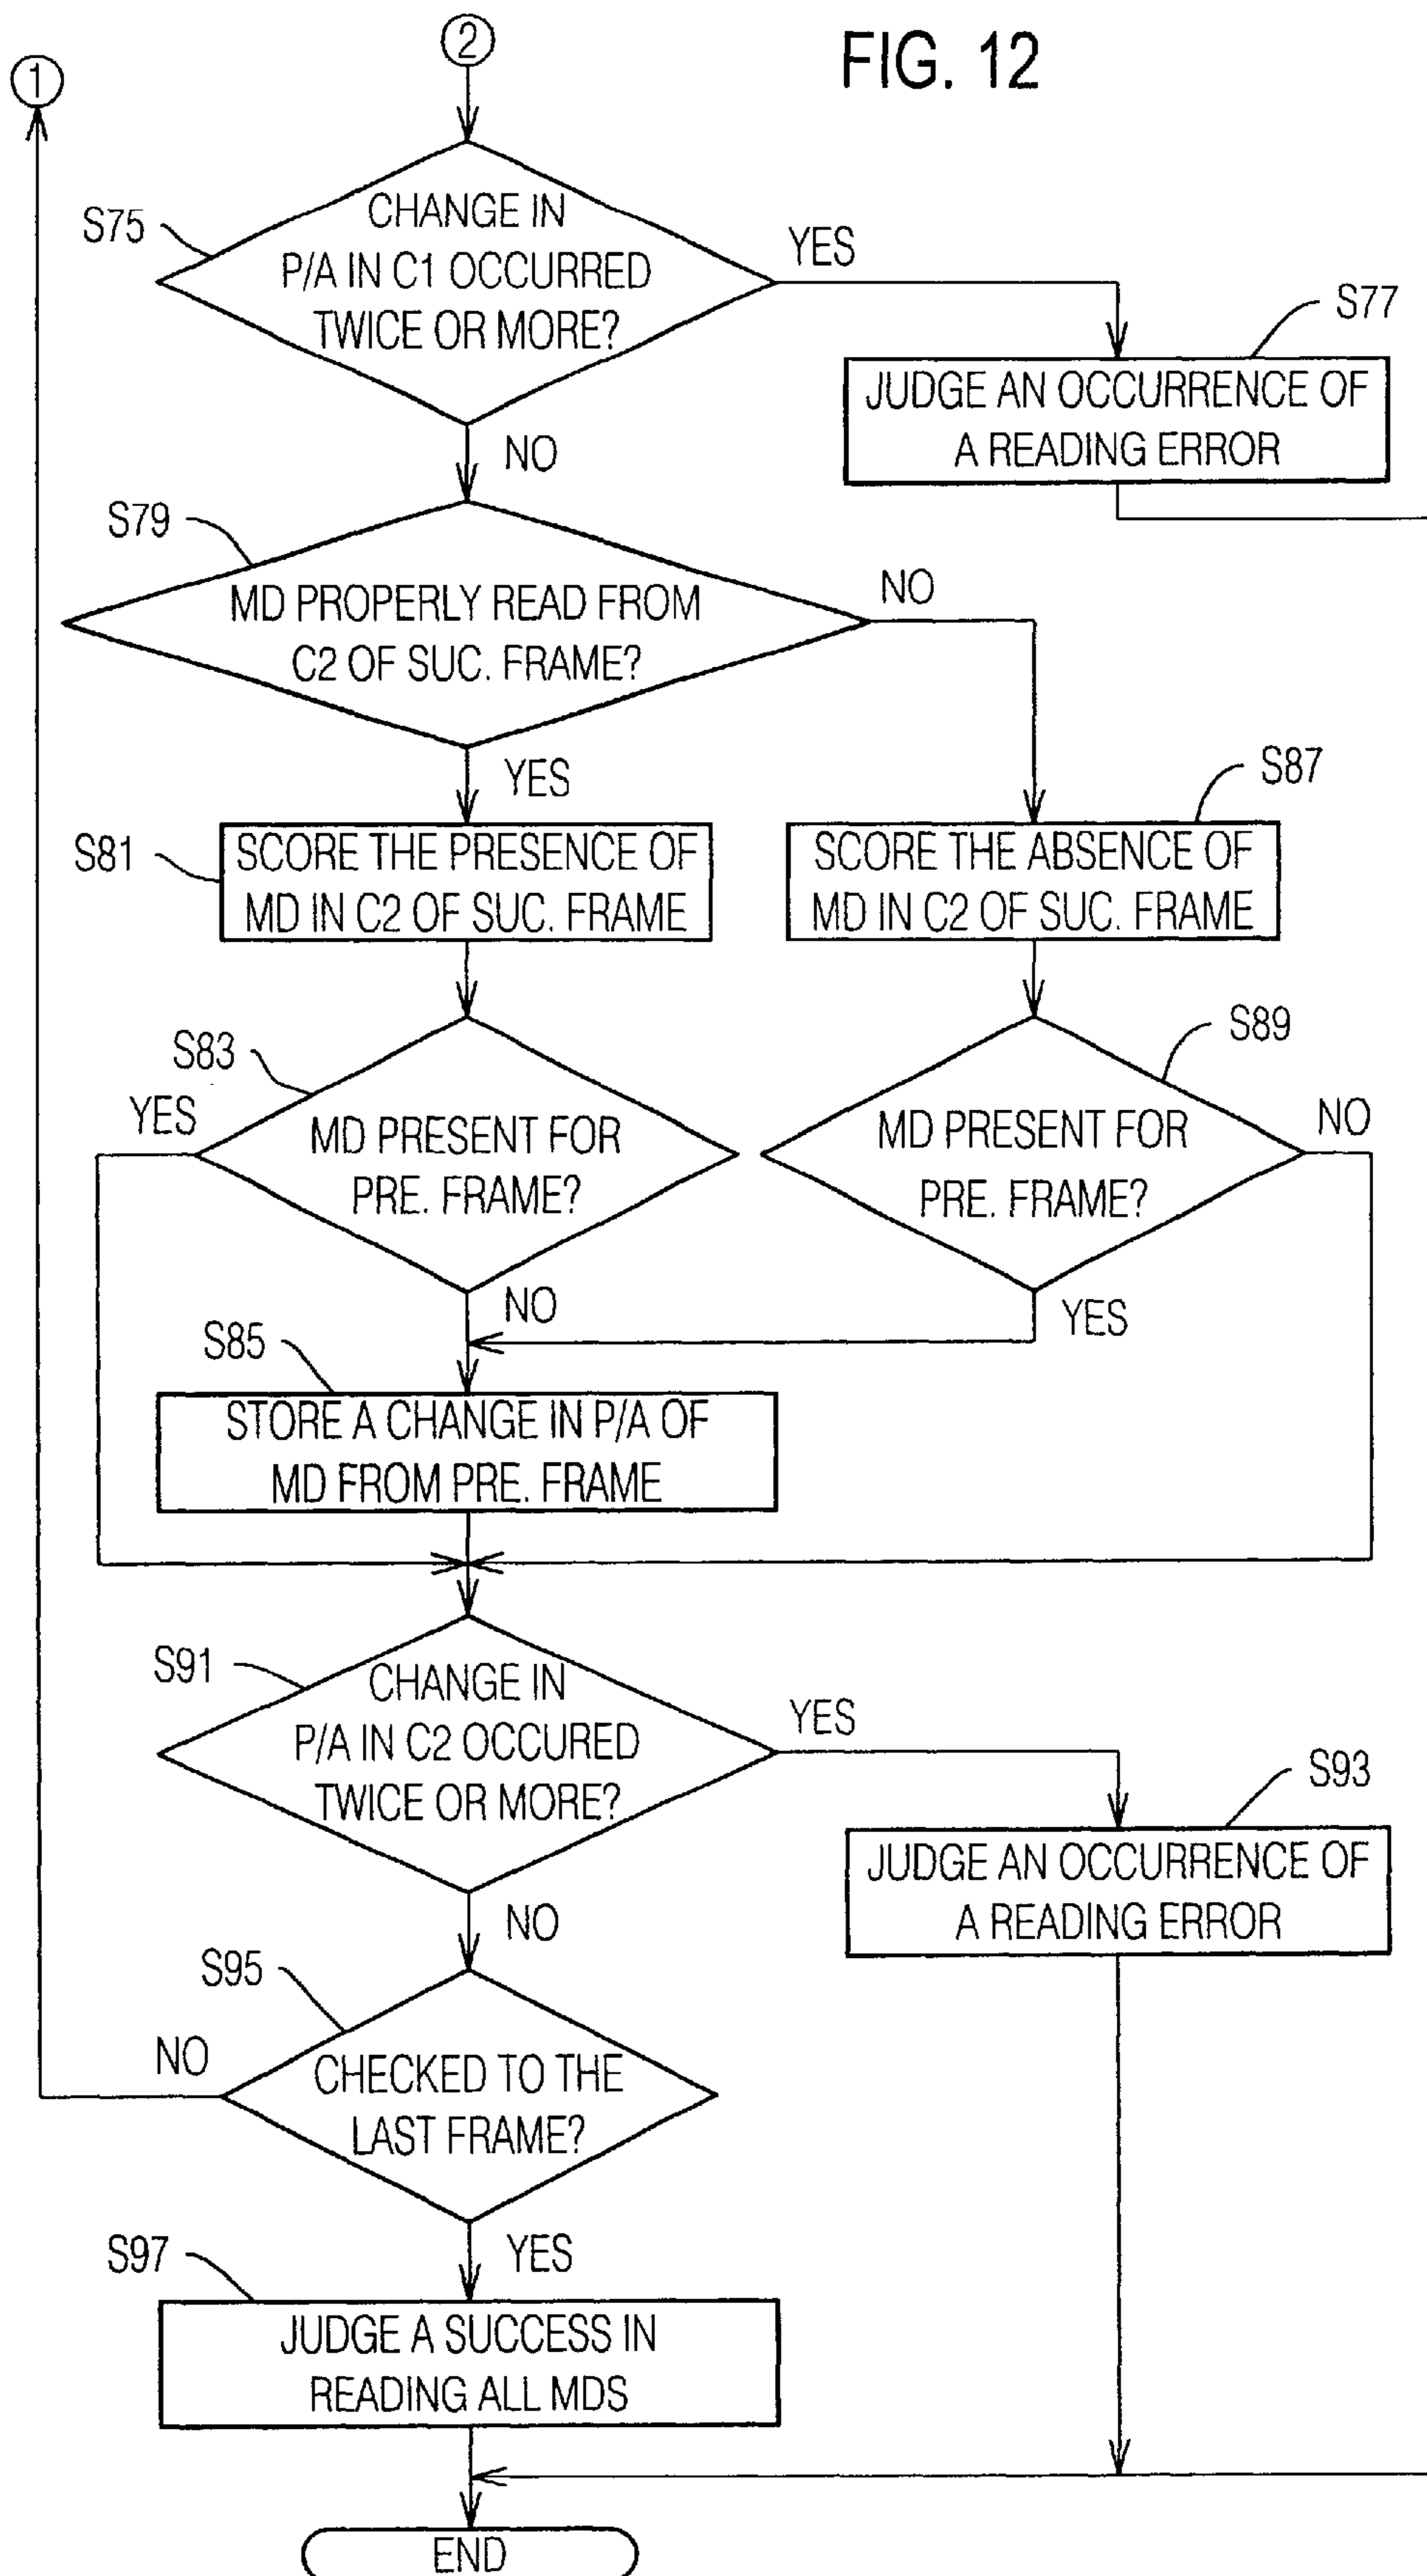 FIG. 12
1
2
S75
CHANGE IN
P/A IN C1 OCCURRED
TWICE OR MORE?
YES
S77
JUDGE AN OCCURRENCE OF
A READING ERROR
NO
S79
MD PROPERLY READ FROM
C2 OF SUC. FRAME?
NO
YES
S81
SCORE THE PRESENCE OF
MD IN C2 OF SUC. FRAME
S87
SCORE THE ABSENCE OF
MD IN C2 OF SUC. FRAME
S83
YES
MD PRESENT FOR
PRE. FRAME?
NO
S89
MD PRESENT FOR
PRE. FRAME?
NO
YES
S85
STORE A CHANGE IN P/A OF
MD FROM PRE. FRAME
S91
CHANGE IN
P/A IN C2 OCCURED
TWICE OR MORE?
YES
S93
JUDGE AN OCCURRENCE OF
A READING ERROR
NO
S95
NO
CHECKED TO THE
LAST FRAME?
YES
S97
JUDGE A SUCCESS IN
READING ALL MDS
END